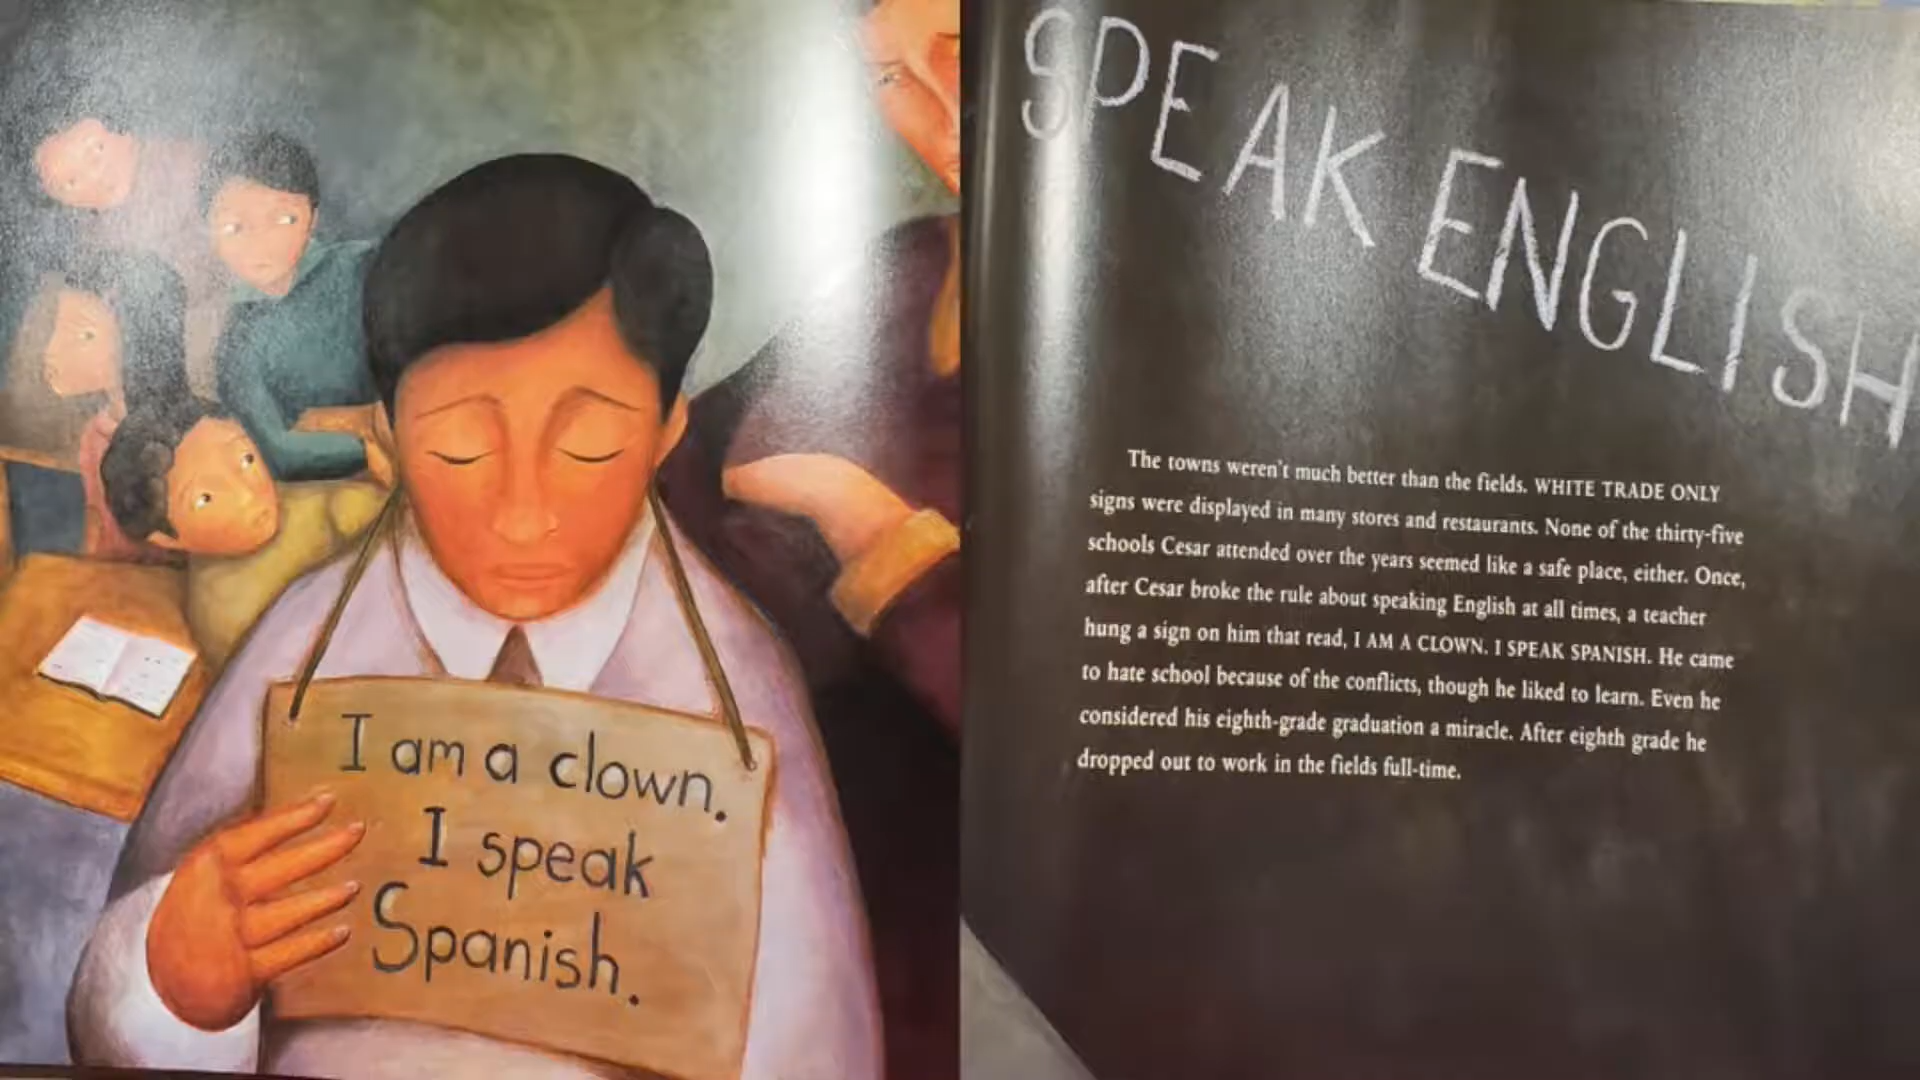 I am a clown.
I speak
Spanish.
SPEAK ENGLISH
The towns weren't much better than the fields. WHITE TRADE ONLY
signs were displayed in many stores and restaurants. None of the thirty-five
schools Cesar attended over the years seemed like a safe place, either. Once,
after Cesar broke the rule about speaking English at all times, a teacher
hung a sign on him that read, I AM A CLOWN. I SPEAK SPANISH. He came
to hate school because of the conflicts, though he liked to learn. Even he
considered his eighth-grade graduation a miracle. After eighth grade he
dropped out to work in the fields full-time.